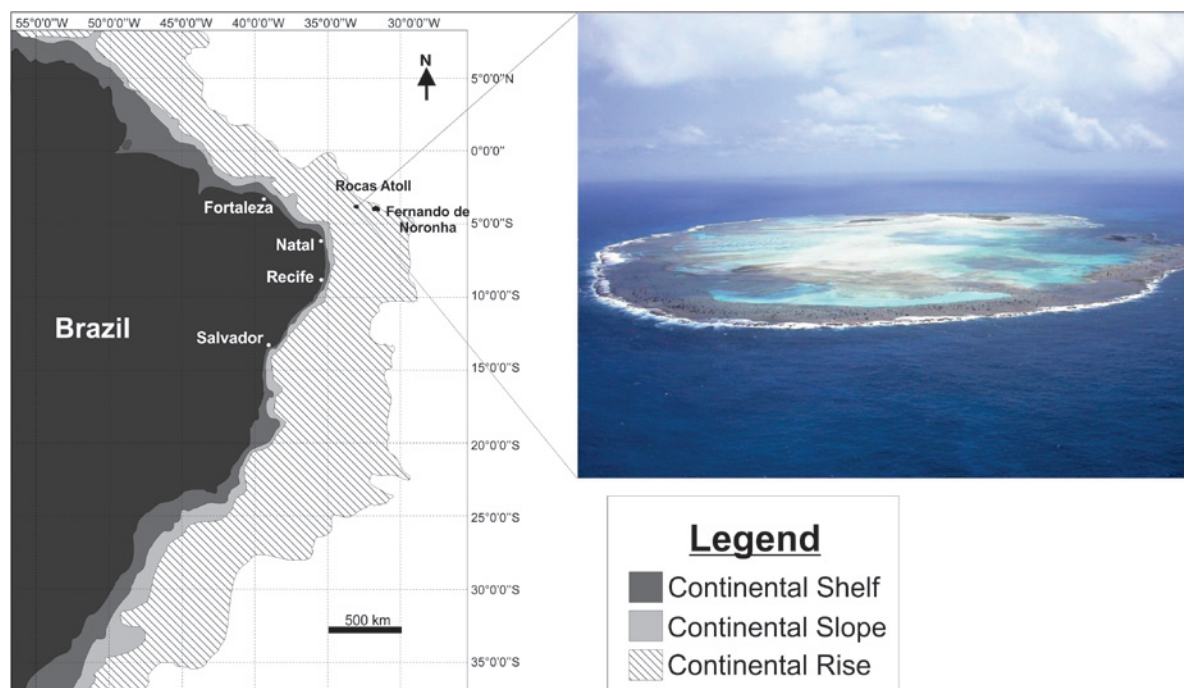 55°0'0"W 50°0'0"W 45°0'0"W 40°0'0"W 35°0'0"W 30°0'0"W
N
5°0'0"N
0°0'0"
Rocas Atoll
Fernando de
Noronha
Fortaleza
5°0'0"S
Natal
Recife
10°0'0"S
Brazil
Salvador
15°0'0"S
20°0'0"S
25°0'0"S
30°0'0"S
500 km
35°0'0"S
Legend
Continental Shelf
Continental Slope
Continental Rise